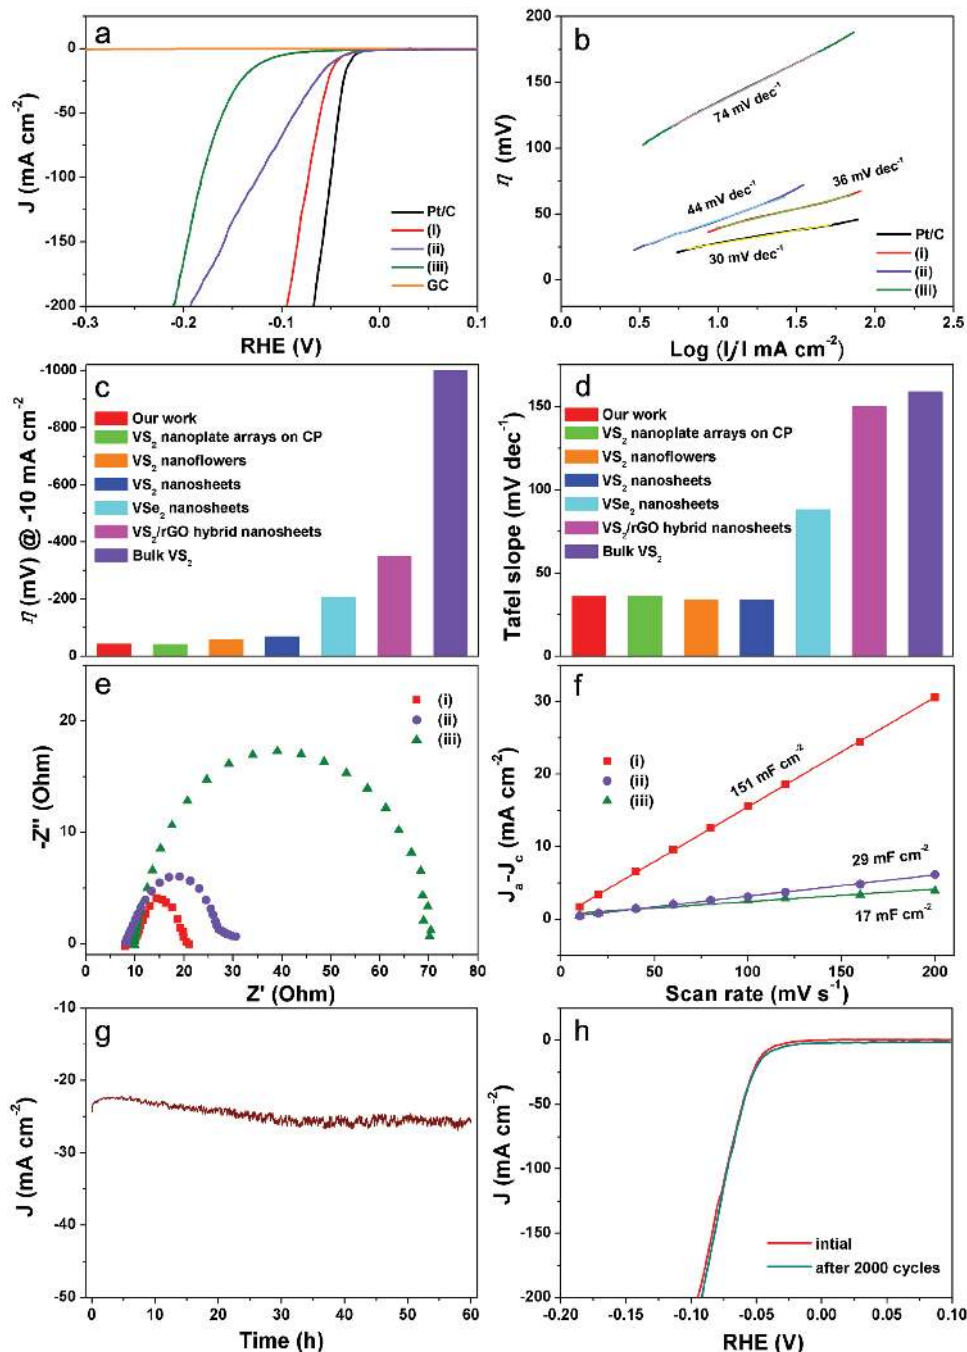 a
J (mA cm⁻²)
0
-50
-100
-150
-200
-0.3 -0.2 -0.1 0.0 0.1
RHE (V)
Pt/C
(I)
(ii)
(iii)
GC
b
η (mV)
200
150
100
50
0
74 mV dec⁻¹
44 mV dec⁻¹
36 mV dec⁻¹
30 mV dec⁻¹
Pt/C
(i)
(ii)
(iii)
0.0 0.5 1.0 1.5 2.0 2.5
Log (I/I mA cm⁻²)
c
η (mV) @ -10 mA cm⁻²
-1000
-800
-600
-400
-200
0
Our work
VS₂ nanoplate arrays on CP
VS₂ nanoflowers
VS₂ nanosheets
VSe₂ nanosheets
VS₂/rGO hybrid nanosheets
Bulk VS₂
d
Tafel slope (mV dec⁻¹)
150
100
50
0
Our work
VS₂ nanoplate arrays on CP
VS₂ nanoflowers
VS₂ nanosheets
VSe₂ nanosheets
VS₂/rGO hybrid nanosheets
Bulk VS₂
e
-Z'' (Ohm)
20
10
0
(i)
(ii)
(iii)
0 10 20 30 40 50 60 70 80
Z' (Ohm)
f
Jₐ-J꜀ (mA cm⁻²)
30
20
10
0
(i)
(ii)
(iii)
151 mF cm⁻²
29 mF cm⁻²
17 mF cm⁻²
0 50 100 150 200
Scan rate (mV s⁻¹)
g
J (mA cm⁻²)
-10
-20
-30
-40
-50
0 10 20 30 40 50 60
Time (h)
h
J (mA cm⁻²)
0
-50
-100
-150
-200
intial
after 2000 cycles
-0.20 -0.15 -0.10 -0.05 0.00 0.05 0.10
RHE (V)